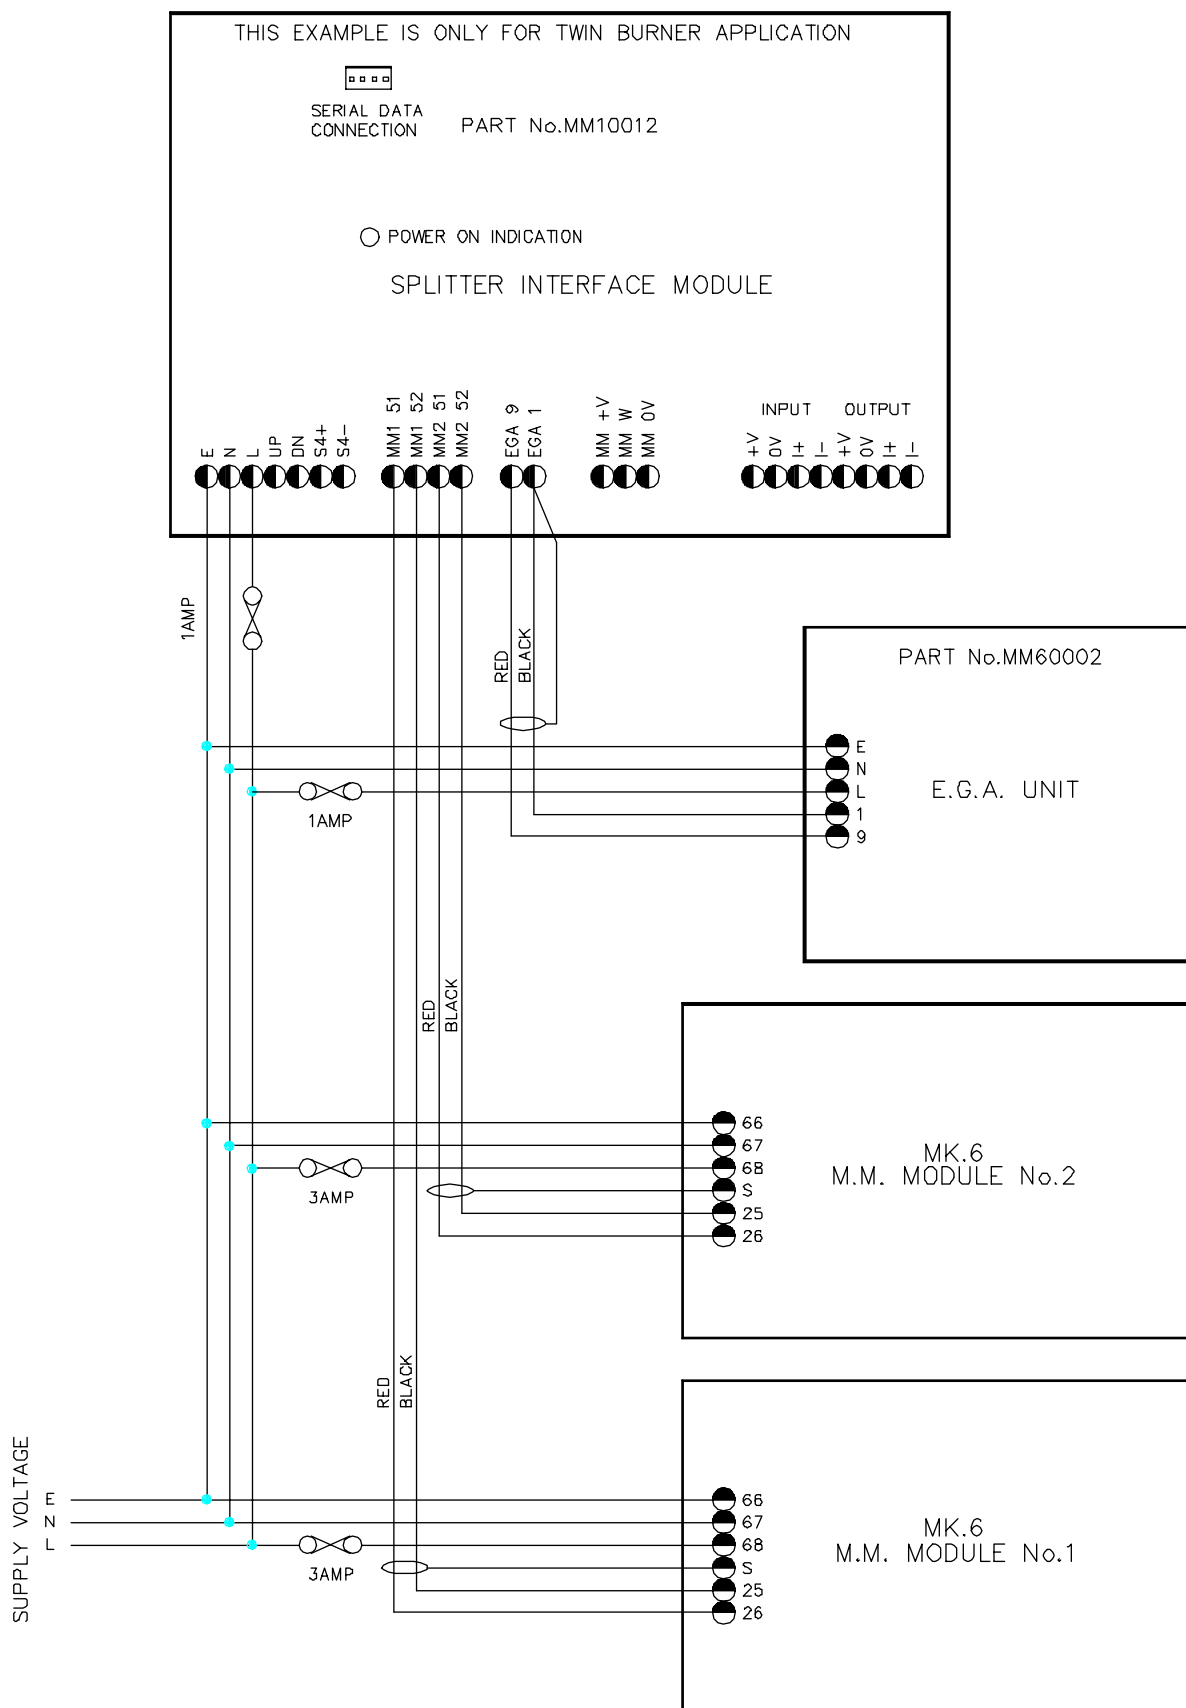 THIS EXAMPLE IS ONLY FOR TWIN BURNER APPLICATION
SERIAL DATA
CONNECTION
PART No.MM10012
POWER ON INDICATION
SPLITTER INTERFACE MODULE
INPUT
OUTPUT
E
N
L
UP
DN
S4+
S4-
MM1 51
MM1 52
MM2 51
MM2 52
EGA 9
EGA 1
MM +V
MM W
MM 0V
+V
0V
I+
I-
+V
0V
I+
I-
1AMP
RED
BLACK
PART No.MM60002
E
N
L
1
9
E.G.A. UNIT
1AMP
RED
BLACK
66
67
68
S
25
26
MK.6
M.M. MODULE No.2
3AMP
RED
BLACK
SUPPLY VOLTAGE
E
N
L
66
67
68
S
25
26
MK.6
M.M. MODULE No.1
3AMP